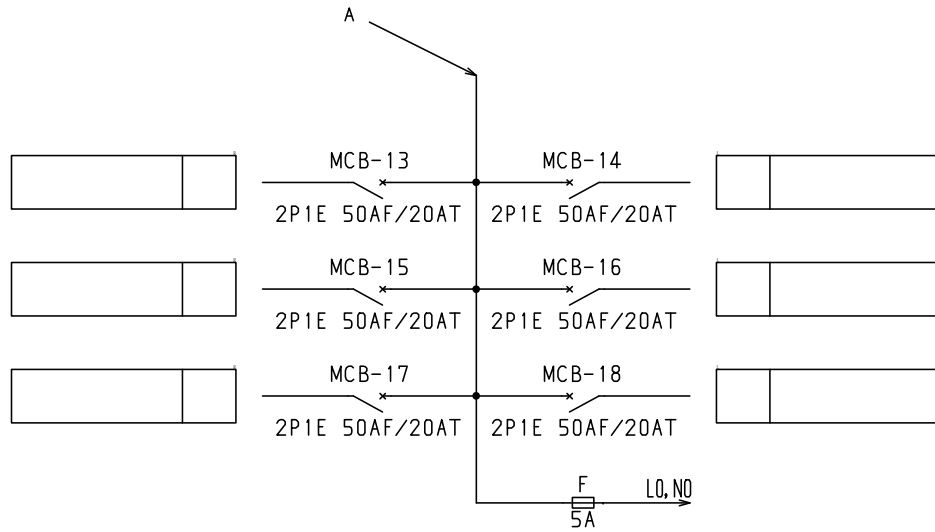 A
MCB-13
MCB-14
2P1E 50AF/20AT
2P1E 50AF/20AT
MCB-15
MCB-16
2P1E 50AF/20AT
2P1E 50AF/20AT
MCB-17
MCB-18
2P1E 50AF/20AT
2P1E 50AF/20AT
F
L0,N0
5A